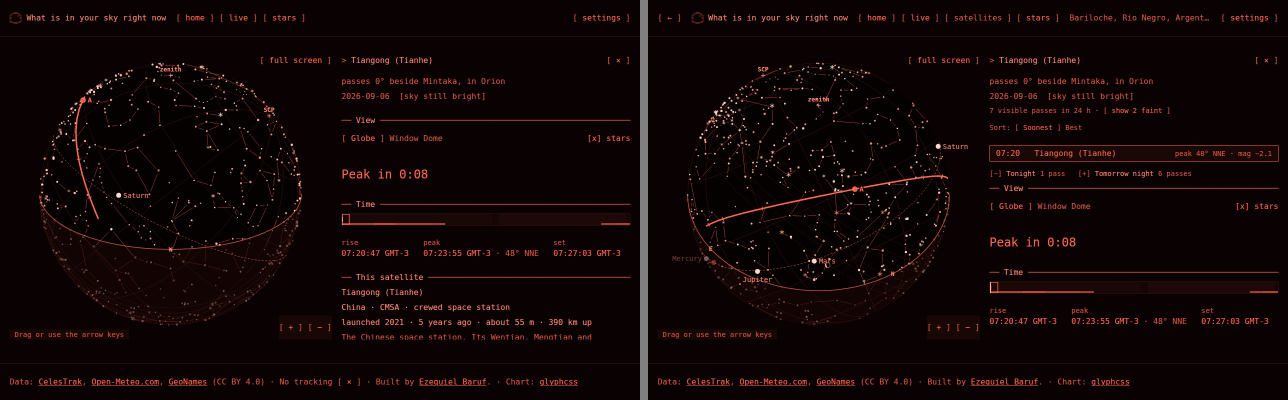 What is in your sky right now [ home ] [ live ] [ stars ] [ settings ]
[ full screen ]
zenith
SCP
A
Saturn
Drag or use the arrow keys
[ + ] [ − ]
> Tiangong (Tianhe) [ × ]
passes 0° beside Mintaka, in Orion
2026-09-06 [sky still bright]
View
[ Globe ] Window Dome [x] stars
Peak in 0:08
Time
rise peak set
07:20:47 GMT-3 07:23:55 GMT-3 · 48° NNE 07:27:03 GMT-3
This satellite
Tiangong (Tianhe)
China · CMSA · crewed space station
launched 2021 · 5 years ago · about 55 m · 390 km up
The Chinese space station. Its Wentian, Mengtian and
Data: CelesTrak, Open-Meteo.com, GeoNames (CC BY 4.0) · No tracking [ × ] · Built by Ezequiel Baruf. · Chart: glyphcss
[ ← ] What is in your sky right now [ home ] [ live ] [ satellites ] [ stars ] Bariloche, Rio Negro, Argent… [ settings ]
[ full screen ]
SCP
zenith
Saturn
A
E
Mercury
Mars
Jupiter
N
Drag or use the arrow keys
[ + ] [ − ]
> Tiangong (Tianhe) [ × ]
passes 0° beside Mintaka, in Orion
2026-09-06 [sky still bright]
7 visible passes in 24 h · [ show 2 faint ]
Sort: [ Soonest ] Best
07:20 Tiangong (Tianhe) peak 48° NNE · mag −2.1
[−] Tonight 1 pass [+] Tomorrow night 6 passes
View
[ Globe ] Window Dome [x] stars
Peak in 0:08
Time
rise peak set
07:20:47 GMT-3 07:23:55 GMT-3 · 48° NNE 07:27:03 GMT-3
Data: CelesTrak, Open-Meteo.com, GeoNames (CC BY 4.0) · Built by Ezequiel Baruf. · Chart: glyphcss